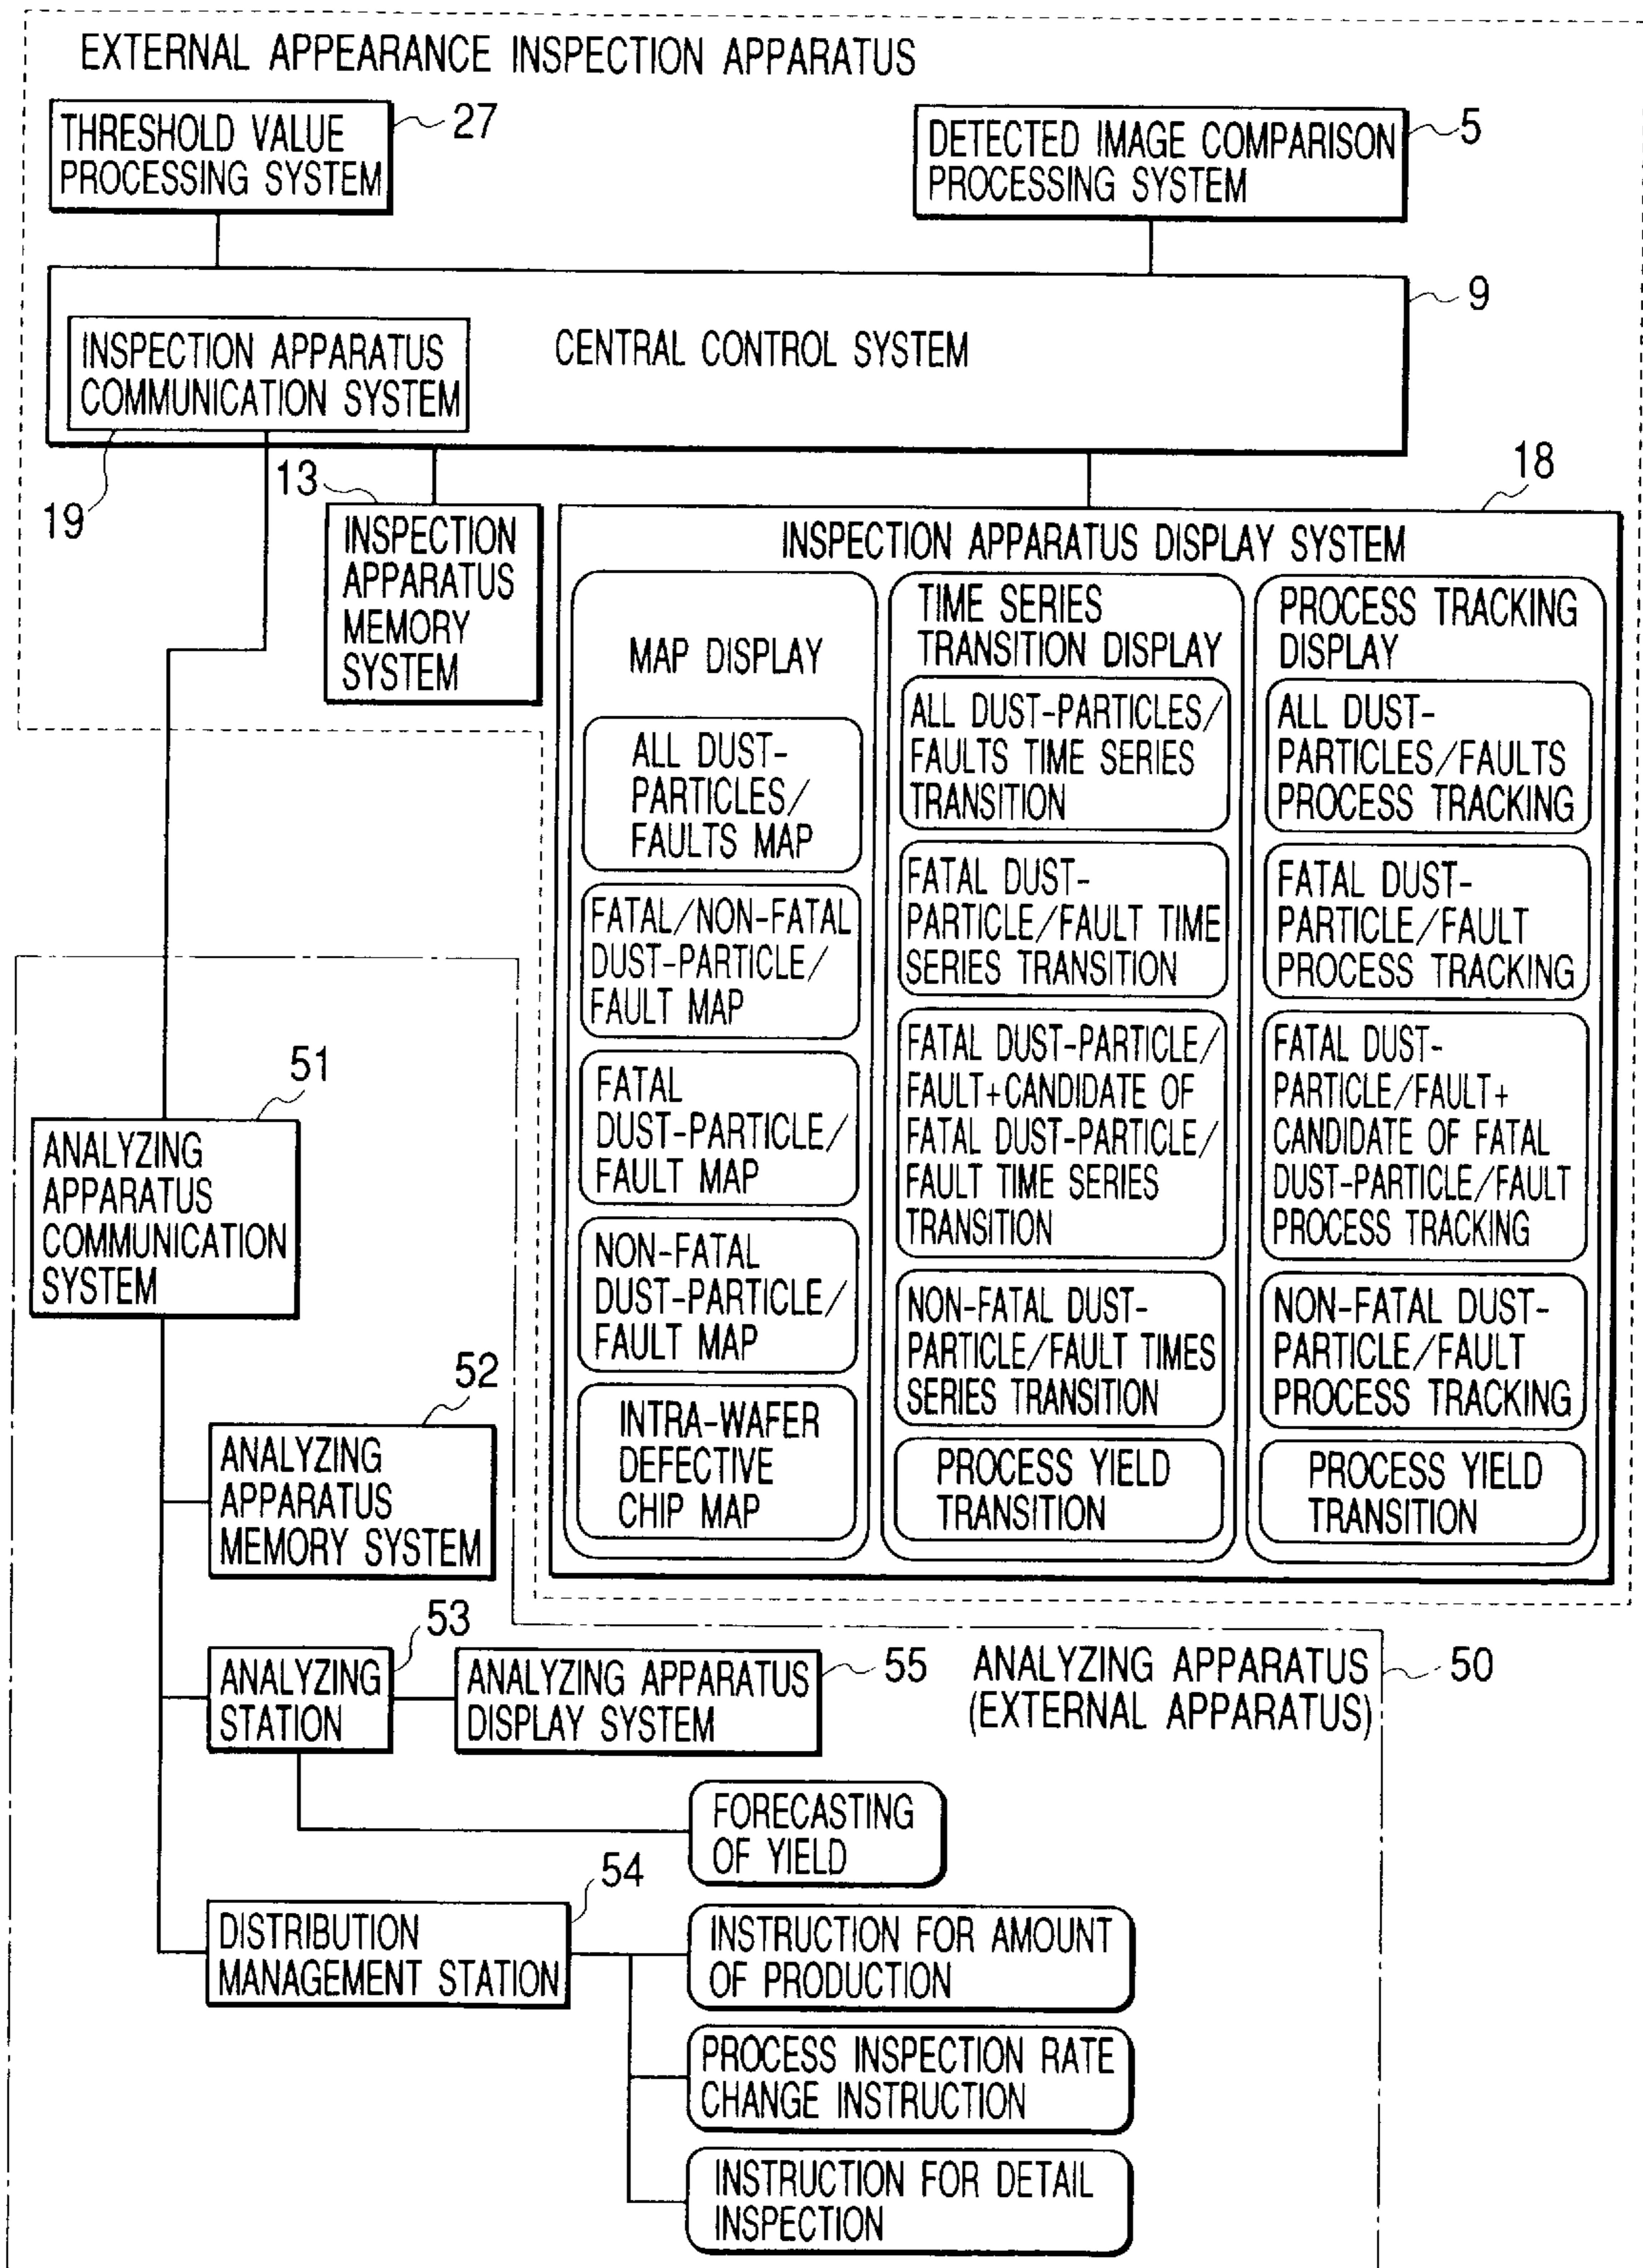 EXTERNAL APPEARANCE INSPECTION APPARATUS
THRESHOLD VALUE
PROCESSING SYSTEM
27
DETECTED IMAGE COMPARISON
PROCESSING SYSTEM
5
9
INSPECTION APPARATUS
COMMUNICATION SYSTEM
CENTRAL CONTROL SYSTEM
19
13
INSPECTION
APPARATUS
MEMORY
SYSTEM
18
INSPECTION APPARATUS DISPLAY SYSTEM
MAP DISPLAY
ALL DUST-
PARTICLES/
FAULTS MAP
FATAL/NON-FATAL
DUST-PARTICLE/
FAULT MAP
FATAL
DUST-PARTICLE/
FAULT MAP
NON-FATAL
DUST-PARTICLE/
FAULT MAP
INTRA-WAFER
DEFECTIVE
CHIP MAP
TIME SERIES
TRANSITION DISPLAY
ALL DUST-PARTICLES/
FAULTS TIME SERIES
TRANSITION
FATAL DUST-
PARTICLE/FAULT TIME
SERIES TRANSITION
FATAL DUST-PARTICLE/
FAULT+CANDIDATE OF
FATAL DUST-PARTICLE/
FAULT TIME SERIES
TRANSITION
NON-FATAL DUST-
PARTICLE/FAULT TIMES
SERIES TRANSITION
PROCESS YIELD
TRANSITION
PROCESS TRACKING
DISPLAY
ALL DUST-
PARTICLES/FAULTS
PROCESS TRACKING
FATAL DUST-
PARTICLE/FAULT
PROCESS TRACKING
FATAL DUST-
PARTICLE/FAULT+
CANDIDATE OF FATAL
DUST-PARTICLE/FAULT
PROCESS TRACKING
NON-FATAL DUST-
PARTICLE/FAULT
PROCESS TRACKING
PROCESS YIELD
TRANSITION
51
ANALYZING
APPARATUS
COMMUNICATION
SYSTEM
52
ANALYZING
APPARATUS
MEMORY SYSTEM
53
ANALYZING
STATION
ANALYZING APPARATUS
DISPLAY SYSTEM
55
ANALYZING APPARATUS
(EXTERNAL APPARATUS)
50
FORECASTING
OF YIELD
54
DISTRIBUTION
MANAGEMENT STATION
INSTRUCTION FOR AMOUNT
OF PRODUCTION
PROCESS INSPECTION RATE
CHANGE INSTRUCTION
INSTRUCTION FOR DETAIL
INSPECTION